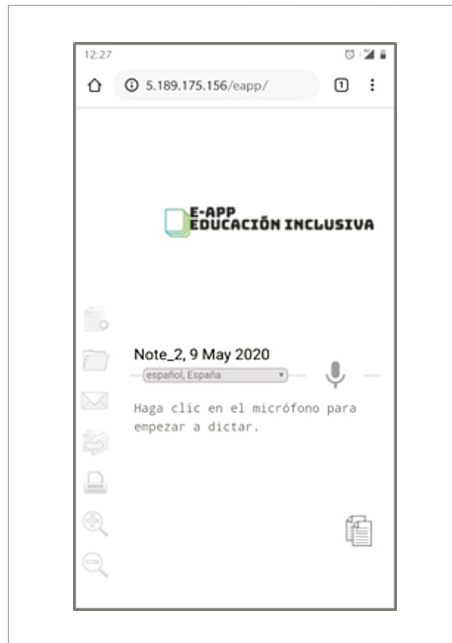 12:27
5.189.175.156/eapp/
1
E-APP
EDUCACIÓN INCLUSIVA
Note_2, 9 May 2020
español, España
Haga clic en el micrófono para
empezar a dictar.